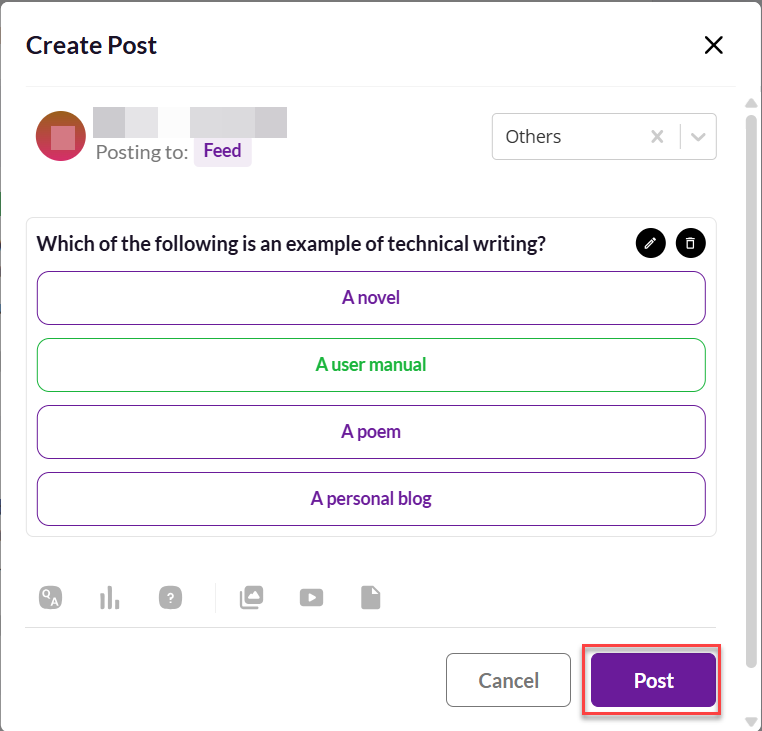 Create Post
Posting to: Feed
Others
Which of the following is an example of technical writing?
A novel
A user manual
A poem
A personal blog
Q A
?
Cancel
Post